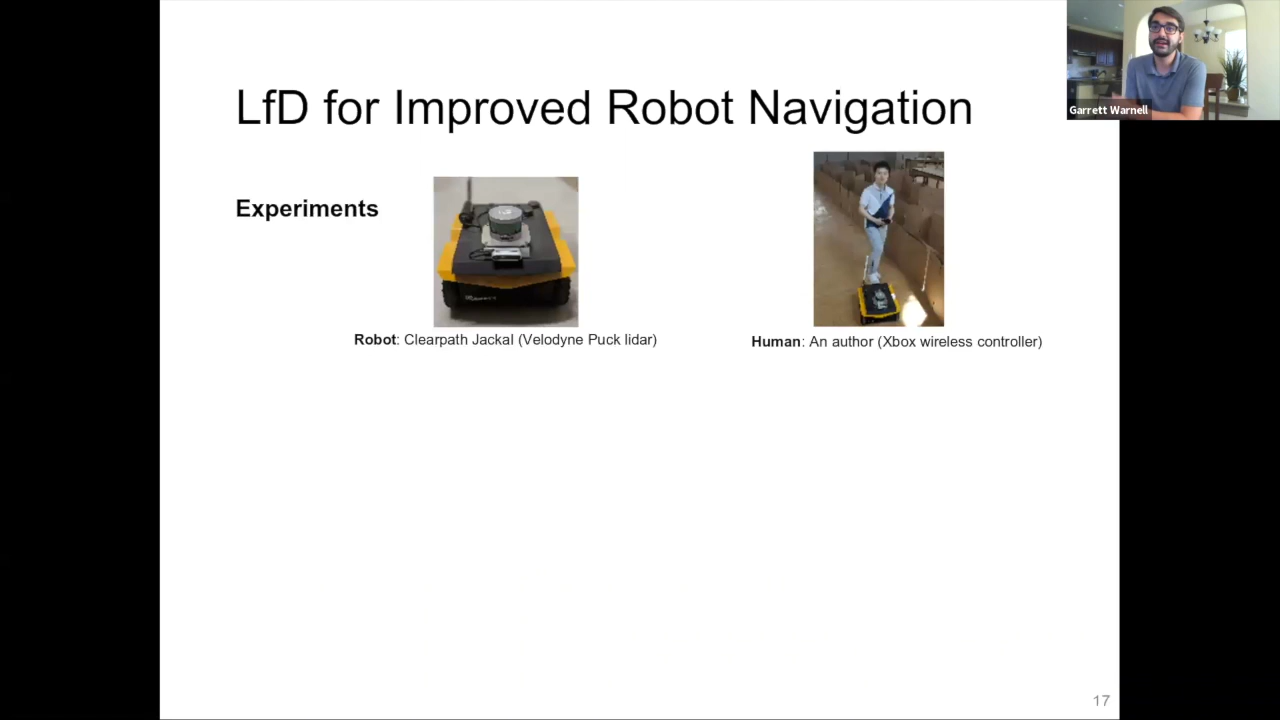 LfD for Improved Robot Navigation
Garrett Warnell
Experiments
Robot: Clearpath Jackal (Velodyne Puck lidar)
Human: An author (Xbox wireless controller)
17